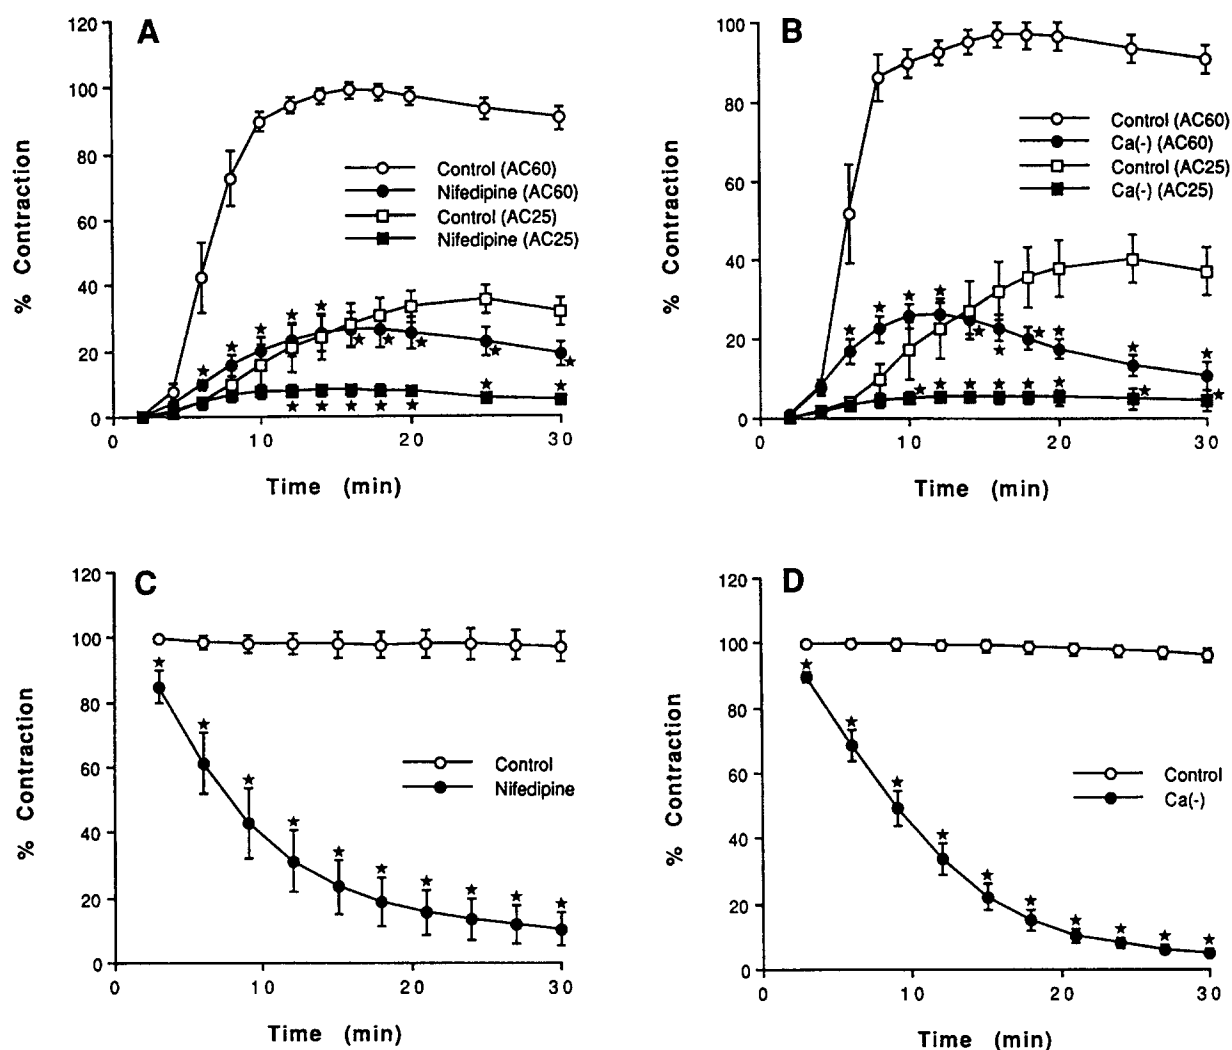 A
120
100
80
60
40
20
0
% Contraction
Control (AC60)
Nifedipine (AC60)
Control (AC25)
Nifedipine (AC25)
0 10 20 30
Time (min)
B
100
80
60
40
20
0
% Contraction
Control (AC60)
Ca(-) (AC60)
Control (AC25)
Ca(-) (AC25)
0 10 20 30
Time (min)
C
120
100
80
60
40
20
0
% Contraction
Control
Nifedipine
0 10 20 30
Time (min)
D
120
100
80
60
40
20
0
% Contraction
Control
Ca(-)
0 10 20 30
Time (min)